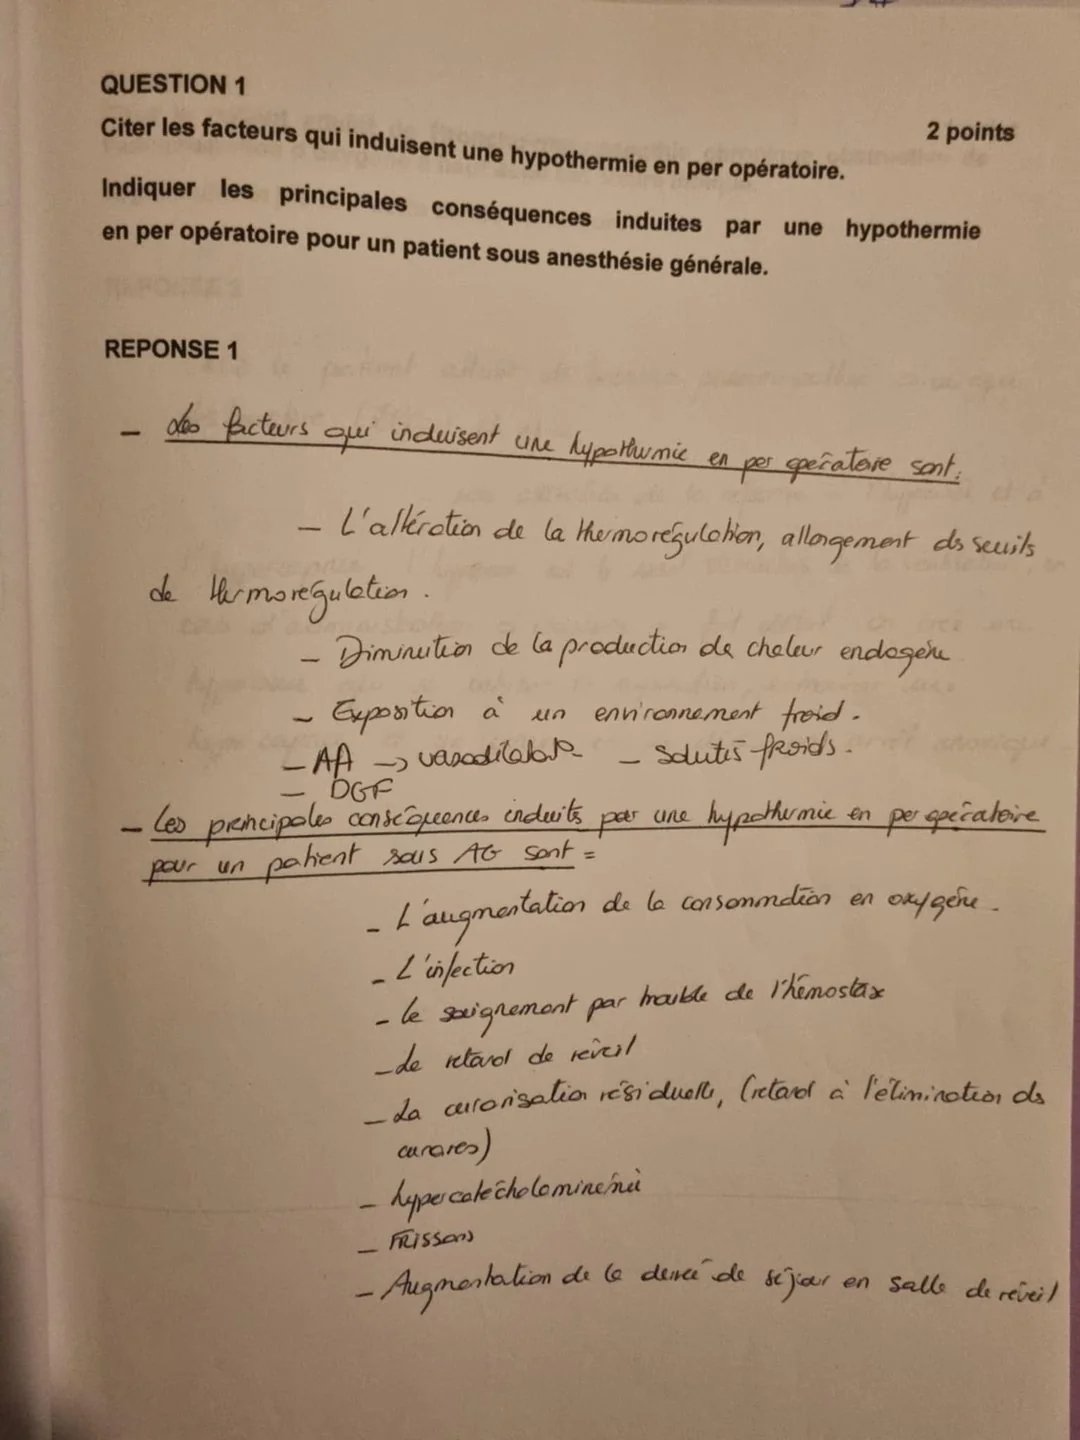 QUESTION 1
2 points
Citer les facteurs qui induisent une hypothermie en per opératoire.
Indiquer les principales conséquences induites par une hypothermie
en per opératoire pour un patient sous anesthésie générale.
REPONSE 1
- Les facteurs qui induisent une hypothermie en per opératoire sont:
- L'altération de la thermorégulation, allongement ds seuils
de thermorégulation.
- Diminution de la production de chaleur endogène
- Exposition à un environnement froid.
- AA → vasodilatat° - Solutés froids.
- DGF
- Les principales conséquences induits par une hypothermie en per opératoire
pour un patient sous AG sont =
- L'augmentation de la consommation en oxygène.
- L'infection
- Le saignement par trouble de l'hémostase
- Le retard de réveil
- La curarisation résiduelle, (retard à l'élimination ds
curares)
- hypercatécholaminémie
- Frissons
- Augmentation de la durée de séjour en salle de réveil